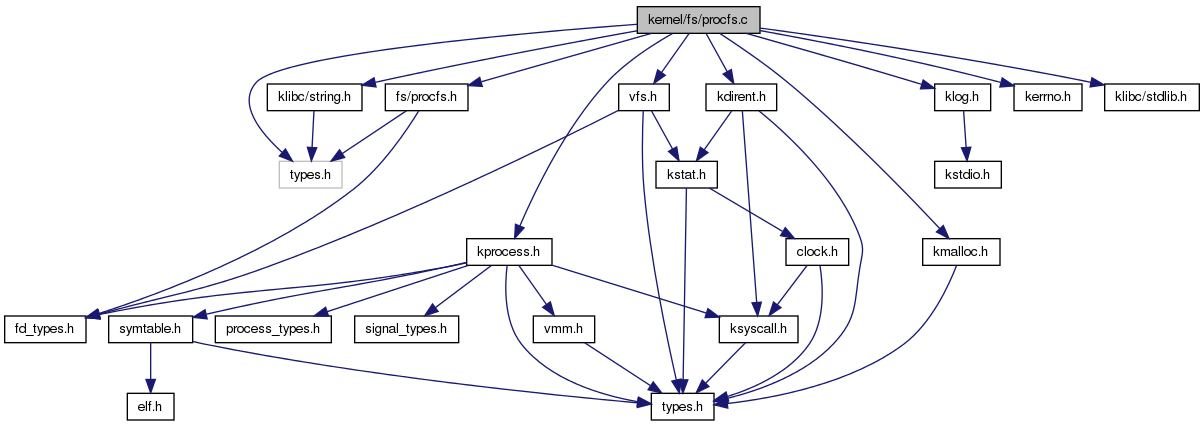 kernel/fs/procfs.c
klibc/string.h
fs/procfs.h
vfs.h
kdirent.h
klog.h
kerrno.h
klibc/stdlib.h
types.h
kstat.h
kstdio.h
kprocess.h
clock.h
kmalloc.h
fd_types.h
symtable.h
process_types.h
signal_types.h
vmm.h
ksyscall.h
elf.h
types.h